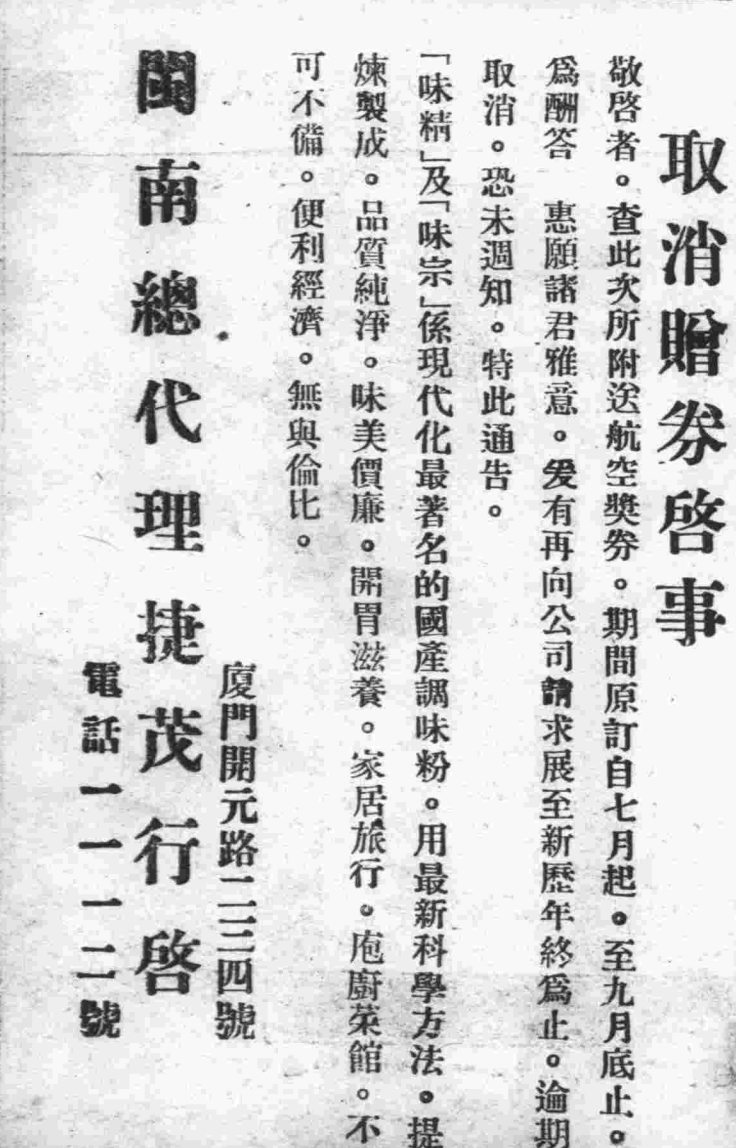 取消贈券啓事
敬啓者。查此次所附送航空獎券。期間原訂自七月起。至九月底止。
爲酬答　惠願諸君雅意。爰有再向公司請求展至新歷年終爲止。逾期
取消。恐未週知。特此通告。
「味精」及「味宗」係現代化最著名的國產調味粉。用最新科學方法。提
煉製成。品質純淨。味美價廉。開胃滋養。家居旅行。庖廚菜館。不
可不備。便利經濟。無與倫比。
廈門開元路二三四號
閩南總代理捷茂行啓
電話一一一二號